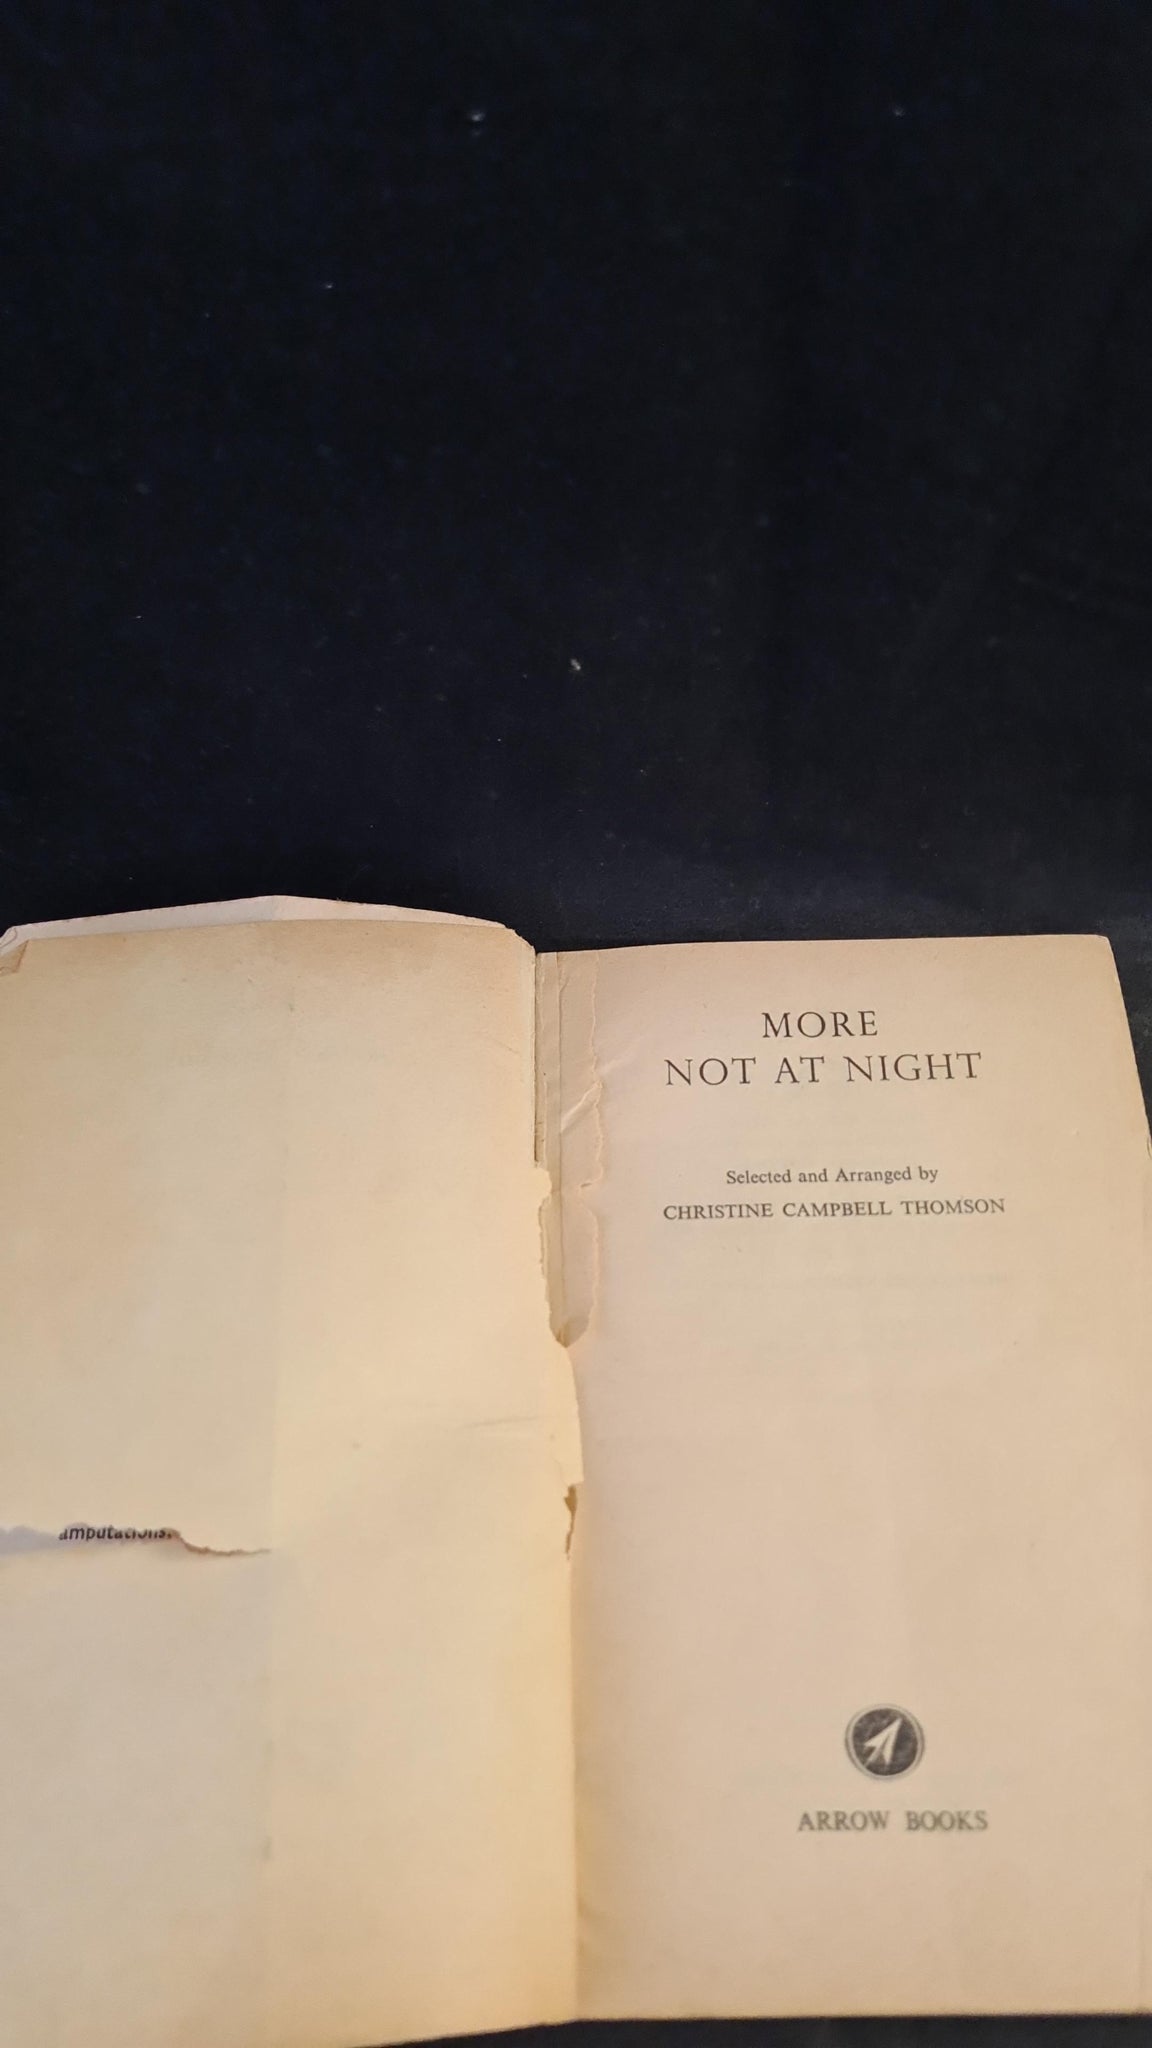 amputations.
MORE
NOT AT NIGHT
Selected and Arranged by
CHRISTINE CAMPBELL THOMSON
ARROW BOOKS